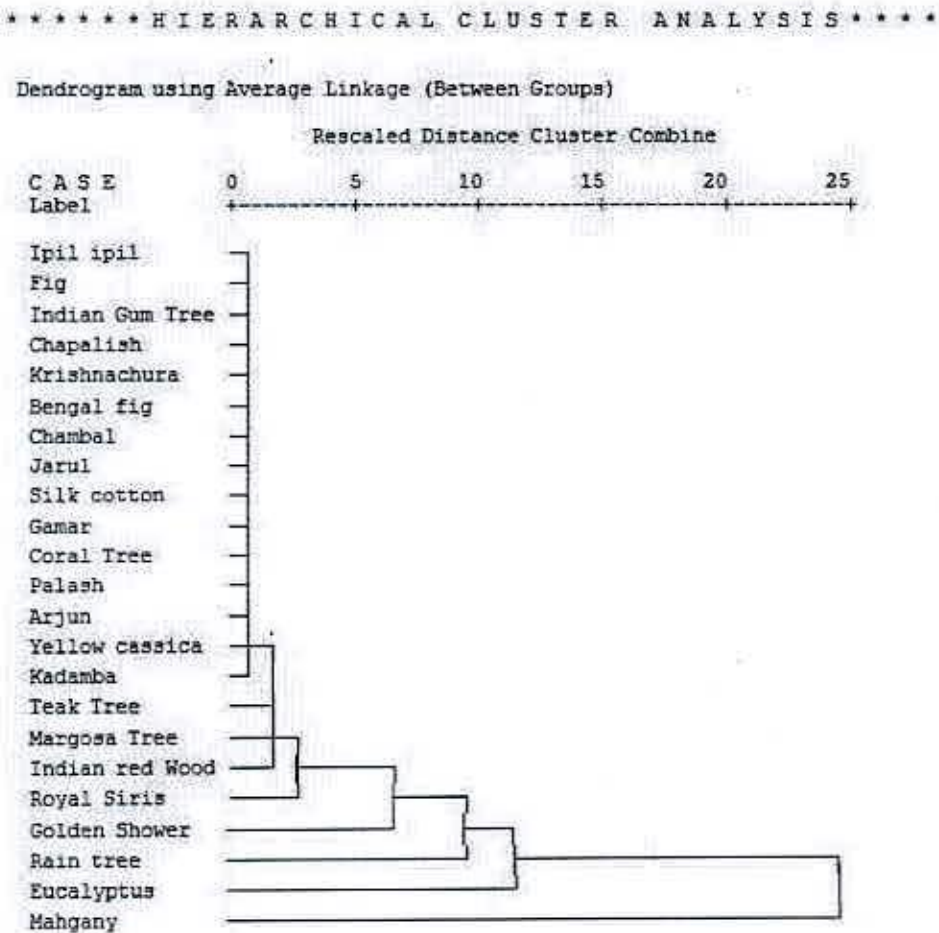 * * * * * * H I E R A R C H I C A L C L U S T E R A N A L Y S I S * * * *
Dendrogram using Average Linkage (Between Groups)
Rescaled Distance Cluster Combine
C A S E 0 5 10 15 20 25
Label
Ipil ipil
Fig
Indian Gum Tree
Chapalish
Krishnachura
Bengal fig
Chambal
Jarul
Silk cotton
Gamar
Coral Tree
Palash
Arjun
Yellow cassica
Kadamba
Teak Tree
Margosa Tree
Indian red Wood
Royal Siris
Golden Shower
Rain tree
Eucalyptus
Mahgany